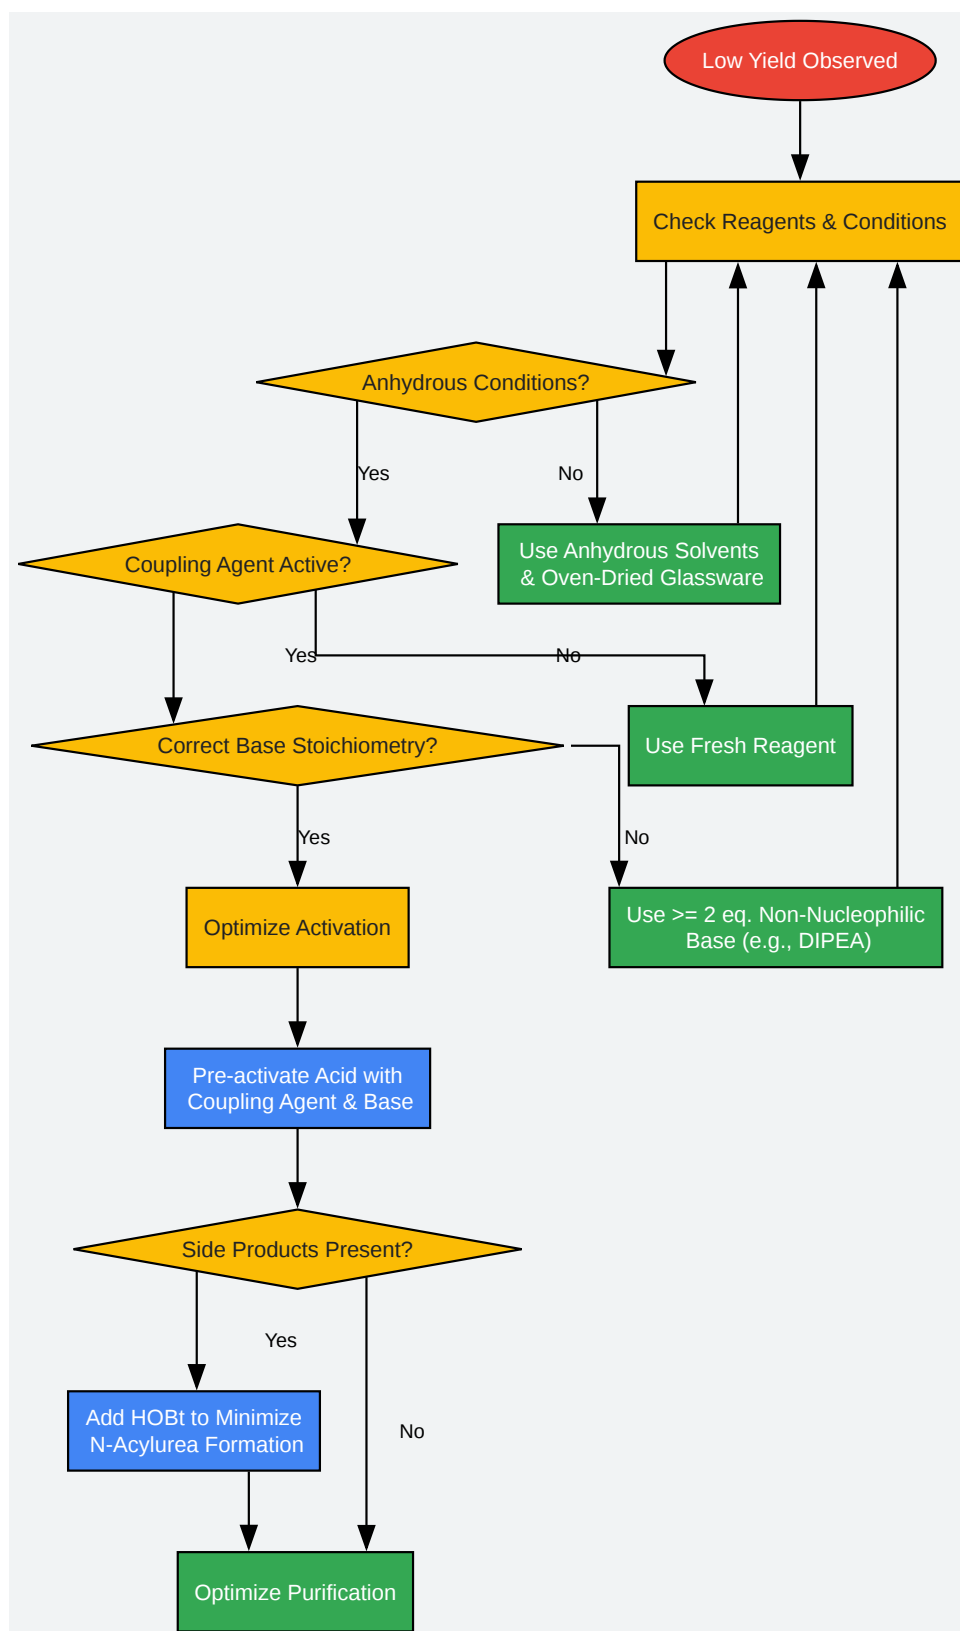 Low Yield Observed
Check Reagents & Conditions
Anhydrous Conditions?
Yes
No
Coupling Agent Active?
Use Anhydrous Solvents
& Oven-Dried Glassware
Yes
No
Correct Base Stoichiometry?
Use Fresh Reagent
Yes
No
Optimize Activation
Use >= 2 eq. Non-Nucleophilic
Base (e.g., DIPEA)
Pre-activate Acid with
Coupling Agent & Base
Side Products Present?
Yes
Add HOBt to Minimize
N-Acylurea Formation
No
Optimize Purification